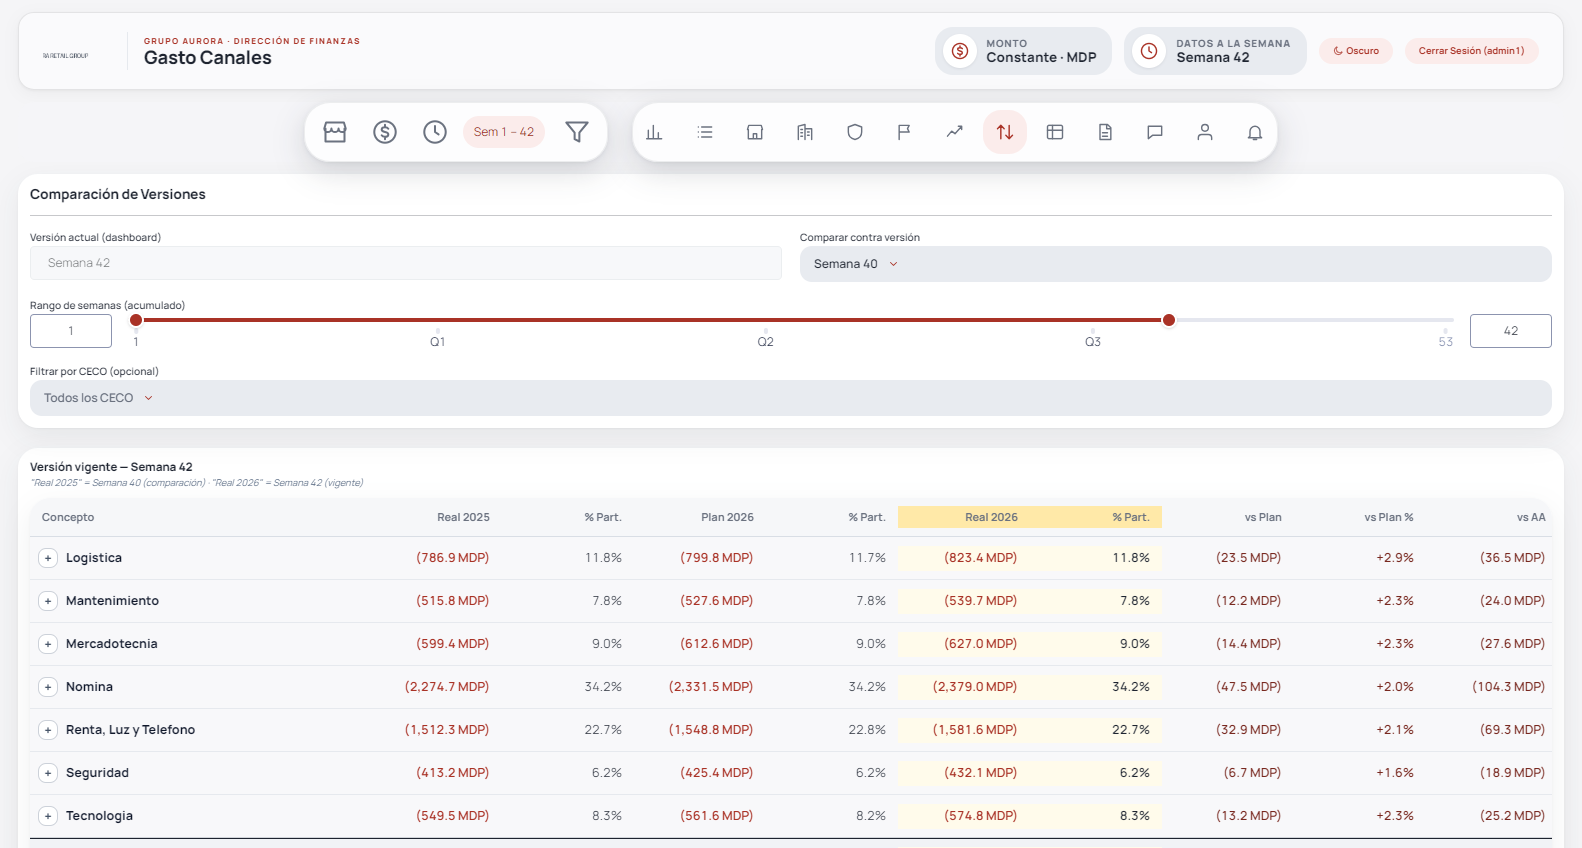 RA RETAIL GROUP
GRUPO AURORA · DIRECCIÓN DE FINANZAS
Gasto Canales
MONTO
Constante · MDP
DATOS A LA SEMANA
Semana 42
Oscuro
Cerrar Sesión (admin1)
Sem 1 – 42
Comparación de Versiones
Versión actual (dashboard)
Comparar contra versión
Semana 42
Semana 40
Rango de semanas (acumulado)
1
1 Q1 Q2 Q3 53
42
Filtrar por CECO (opcional)
Todos los CECO
Versión vigente — Semana 42
"Real 2025" = Semana 40 (comparación) · "Real 2026" = Semana 42 (vigente)
Concepto Real 2025 % Part. Plan 2026 % Part. Real 2026 % Part. vs Plan vs Plan % vs AA
+ Logistica (786.9 MDP) 11.8% (799.8 MDP) 11.7% (823.4 MDP) 11.8% (23.5 MDP) +2.9% (36.5 MDP)
+ Mantenimiento (515.8 MDP) 7.8% (527.6 MDP) 7.8% (539.7 MDP) 7.8% (12.2 MDP) +2.3% (24.0 MDP)
+ Mercadotecnia (599.4 MDP) 9.0% (612.6 MDP) 9.0% (627.0 MDP) 9.0% (14.4 MDP) +2.3% (27.6 MDP)
+ Nomina (2,274.7 MDP) 34.2% (2,331.5 MDP) 34.2% (2,379.0 MDP) 34.2% (47.5 MDP) +2.0% (104.3 MDP)
+ Renta, Luz y Telefono (1,512.3 MDP) 22.7% (1,548.8 MDP) 22.8% (1,581.6 MDP) 22.7% (32.9 MDP) +2.1% (69.3 MDP)
+ Seguridad (413.2 MDP) 6.2% (425.4 MDP) 6.2% (432.1 MDP) 6.2% (6.7 MDP) +1.6% (18.9 MDP)
+ Tecnologia (549.5 MDP) 8.3% (561.6 MDP) 8.2% (574.8 MDP) 8.3% (13.2 MDP) +2.3% (25.2 MDP)